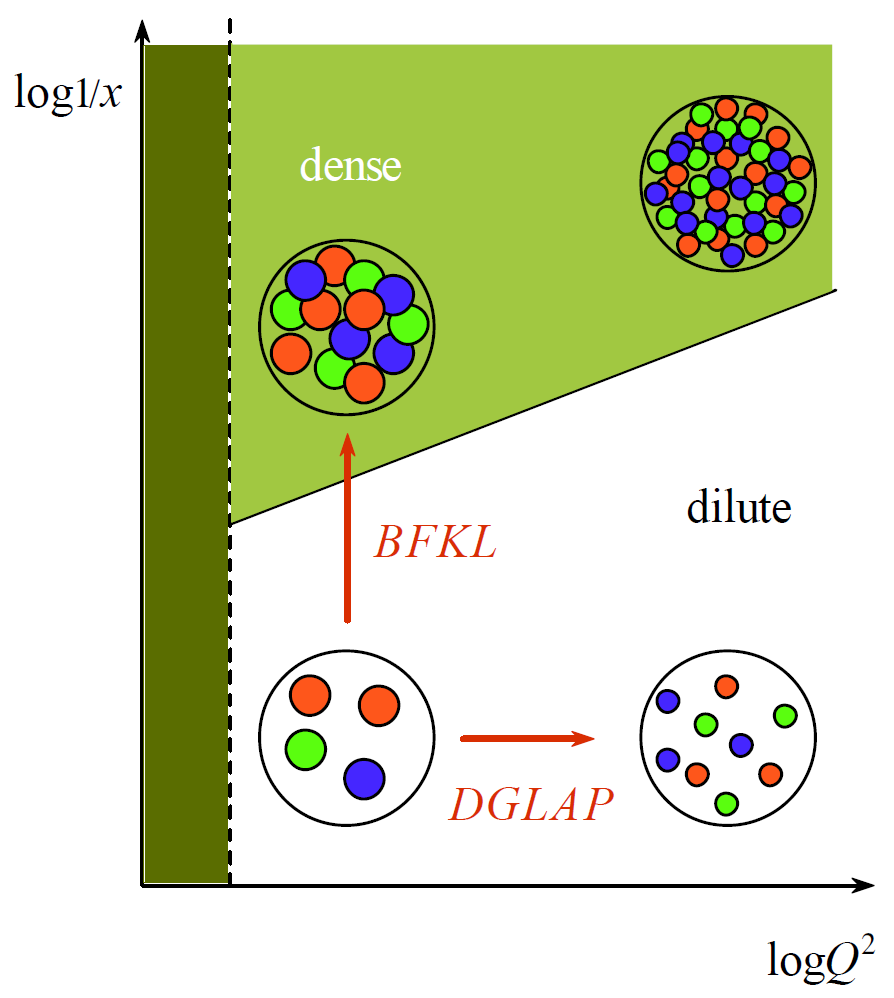 log1/x
dense
dilute
BFKL
DGLAP
logQ²